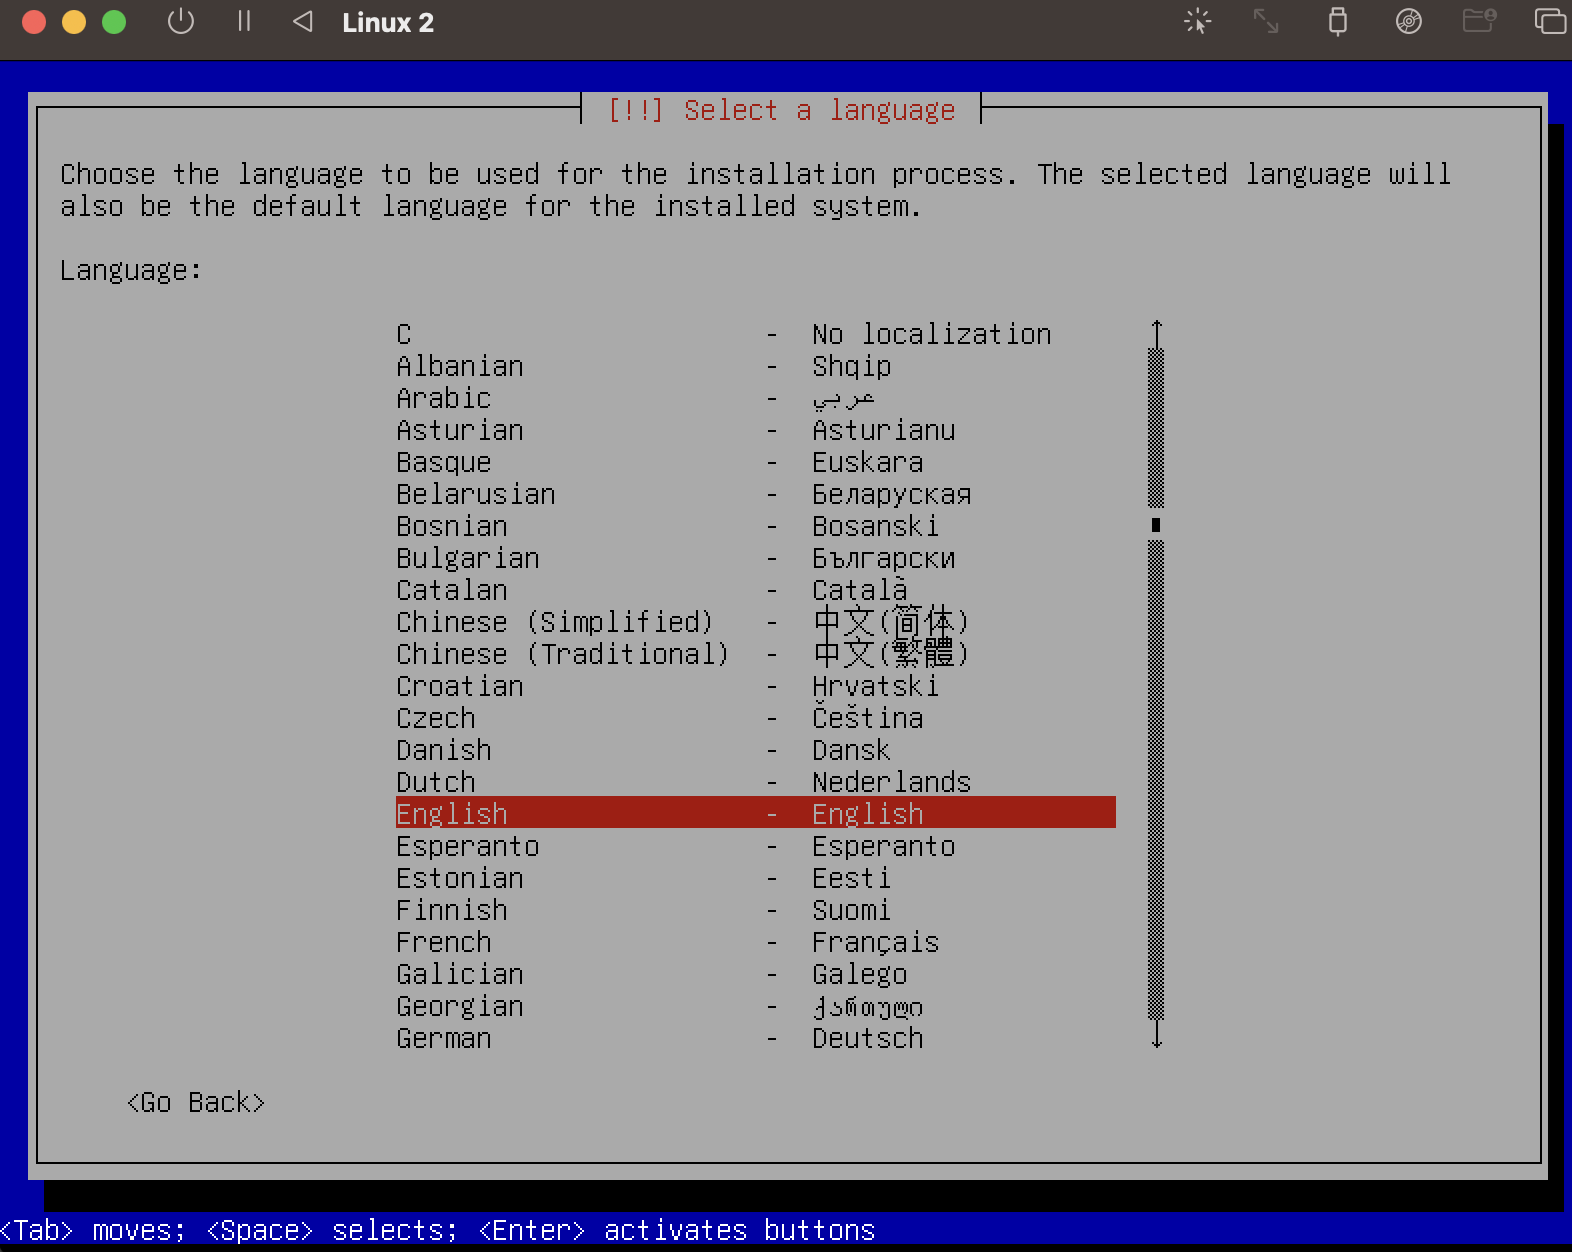 Linux 2
[!!] Select a language
Choose the language to be used for the installation process. The selected language will
also be the default language for the installed system.
Language:
C - No localization
Albanian - Shqip
Arabic - عربي
Asturian - Asturianu
Basque - Euskara
Belarusian - Беларуская
Bosnian - Bosanski
Bulgarian - Български
Catalan - Català
Chinese (Simplified) - 中文(简体)
Chinese (Traditional) - 中文(繁體)
Croatian - Hrvatski
Czech - Čeština
Danish - Dansk
Dutch - Nederlands
English - English
Esperanto - Esperanto
Estonian - Eesti
Finnish - Suomi
French - Français
Galician - Galego
Georgian - ქართული
German - Deutsch
<Go Back>
<Tab> moves; <Space> selects; <Enter> activates buttons